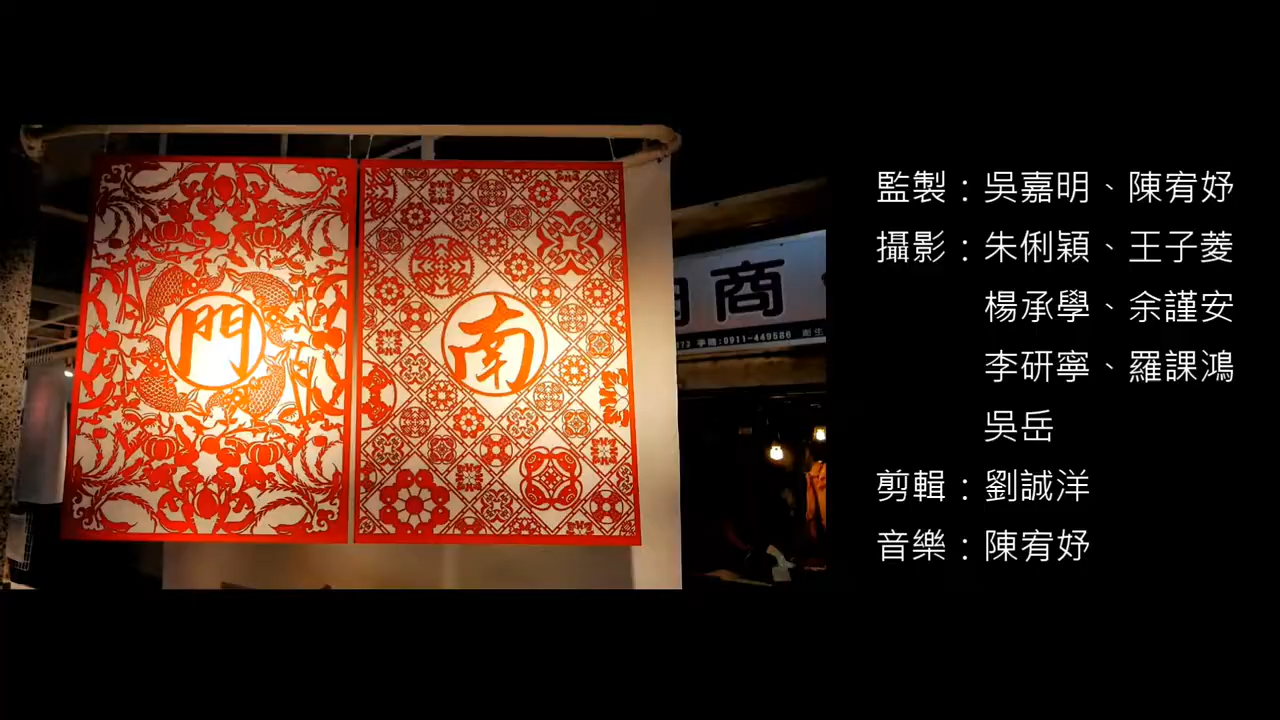 門 南
商
0911-449586
監製：吳嘉明、陳宥妤
攝影：朱俐穎、王子菱
楊承學、余謹安
李研寧、羅課鴻
吳岳
剪輯：劉誠洋
音樂：陳宥妤